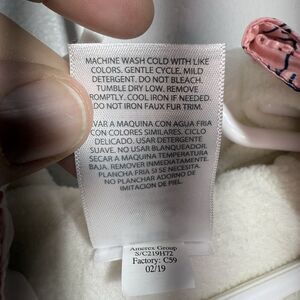 MACHINE WASH COLD WITH LIKE
COLORS. GENTLE CYCLE. MILD
DETERGENT. DO NOT BLEACH.
TUMBLE DRY LOW. REMOVE
PROMPTLY. COOL IRON IF NEEDED.
DO NOT IRON FAUX FUR TRIM.
VAR A MAQUINA CON AGUA FRIA
CON COLORES SIMILARES. CICLO
DELICADO. USAR DETERGENTE
SUAVE. NO USAR BLANQUEADOR.
SECAR A MAQUINA TEMPERATURA
BAJA. REMOVER INMEDIATAMENTE.
PLANCHA FRIA SI SE NECESITA.
NO PLANCHAR ADORNO DE
IMITACION DE PIEL.
Amerex Group
S/C219H72
Factory: C59
02/19